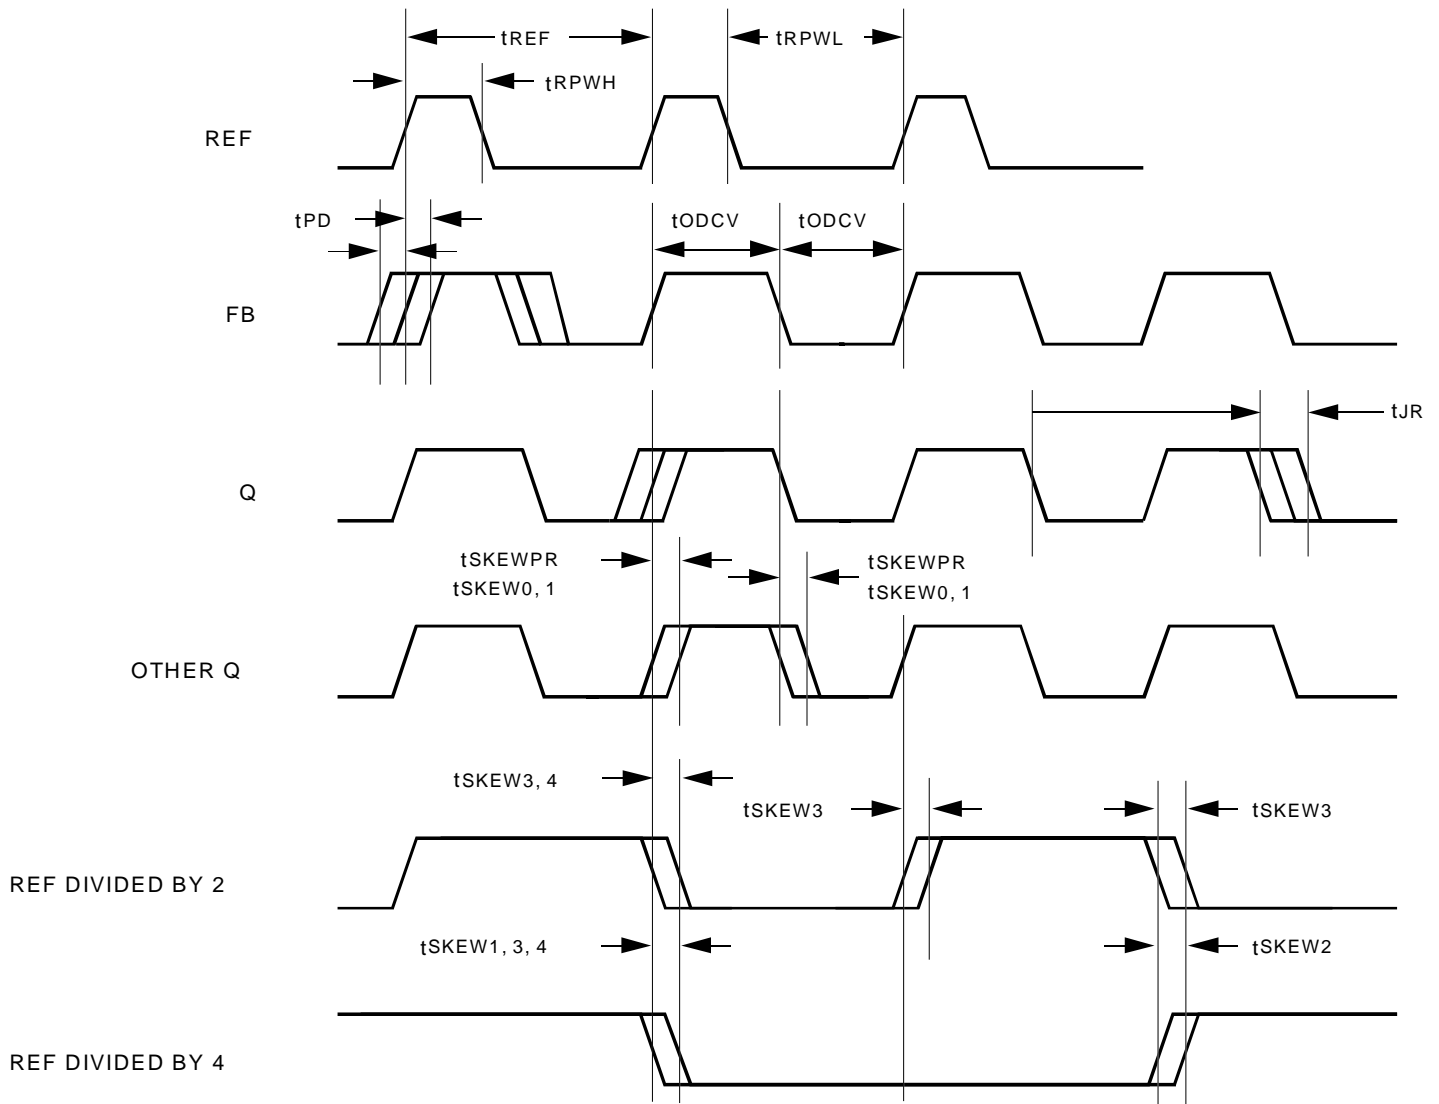 tREF
tRPWL
tRPWH
REF
tPD
tODCV
tODCV
FB
tJR
Q
tSKEWPR
tSKEW0, 1
tSKEWPR
tSKEW0, 1
OTHER Q
tSKEW3, 4
tSKEW3
tSKEW3
REF DIVIDED BY 2
tSKEW1, 3, 4
tSKEW2
REF DIVIDED BY 4